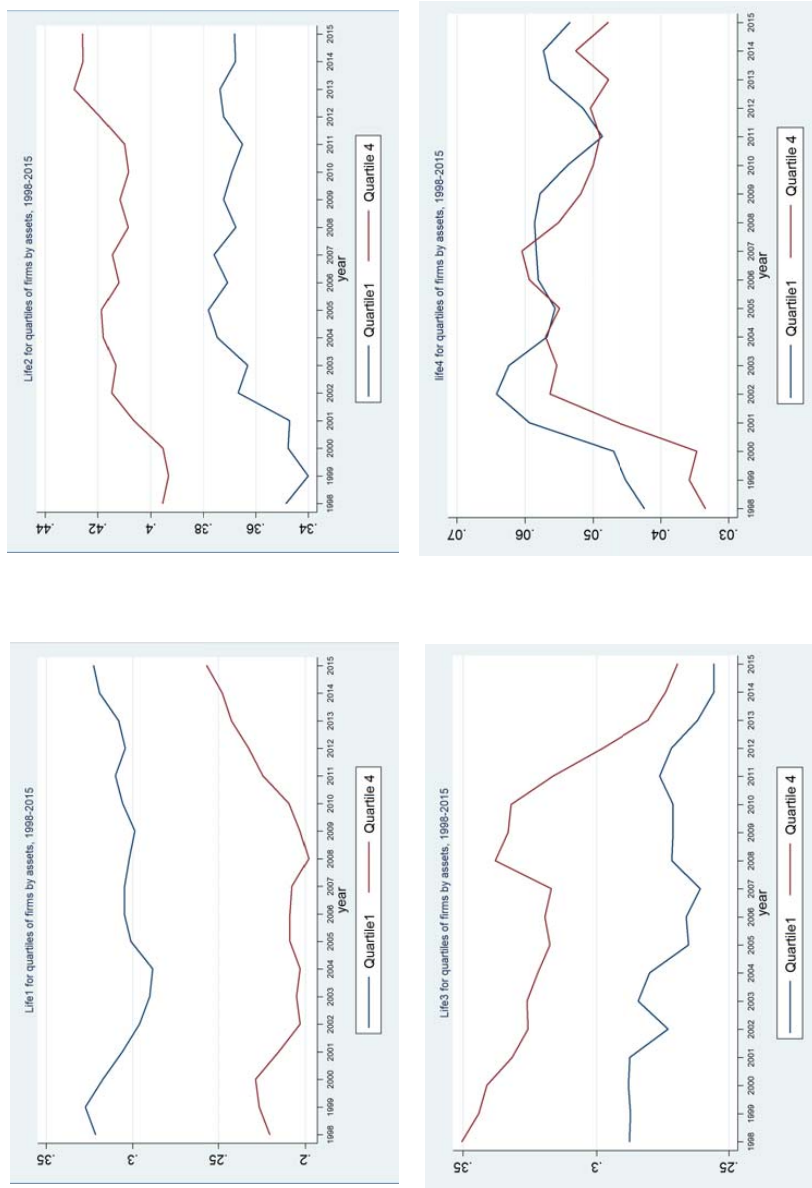 Life1 for quartiles of firms by assets, 1998-2015
.35
.3
.25
.2
1998 1999 2000 2001 2002 2003 2004 2005 2006 2007 2008 2009 2010 2011 2012 2013 2014 2015
year
Quartile1 Quartile 4
Life2 for quartiles of firms by assets, 1998-2015
.44
.42
.4
.38
.36
.34
1998 1999 2000 2001 2002 2003 2004 2005 2006 2007 2008 2009 2010 2011 2012 2013 2014 2015
year
Quartile1 Quartile 4
Life3 for quartiles of firms by assets, 1998-2015
.35
.3
.25
1998 1999 2000 2001 2002 2003 2004 2005 2006 2007 2008 2009 2010 2011 2012 2013 2014 2015
year
Quartile1 Quartile 4
life4 for quartiles of firms by assets, 1998-2015
.07
.06
.05
.04
.03
1998 1999 2000 2001 2002 2003 2004 2005 2006 2007 2008 2009 2010 2011 2012 2013 2014 2015
year
Quartile1 Quartile 4